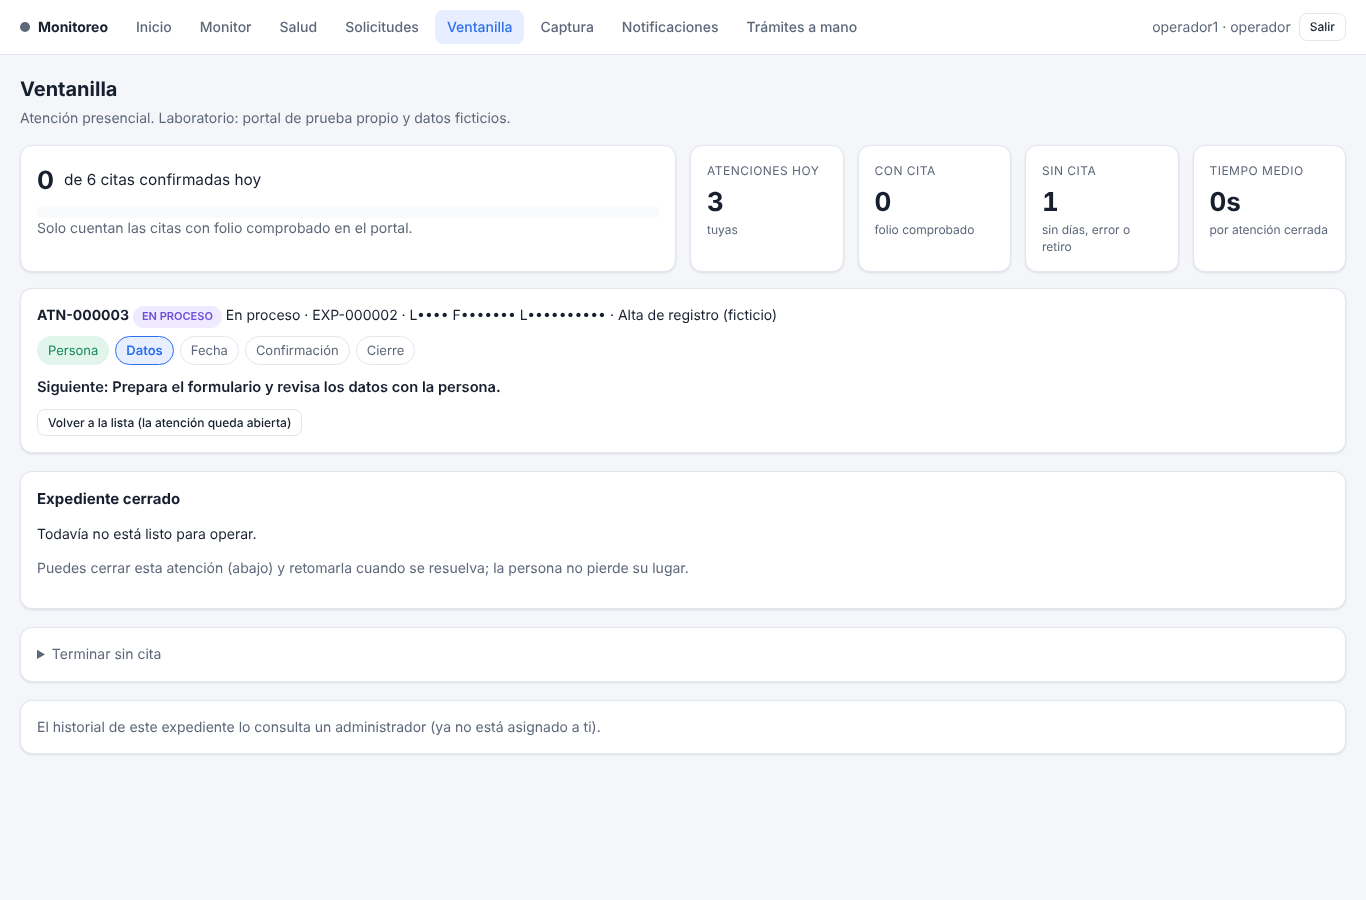 Monitoreo Inicio Monitor Salud Solicitudes Ventanilla Captura Notificaciones Trámites a mano operador1 · operador Salir
Ventanilla
Atención presencial. Laboratorio: portal de prueba propio y datos ficticios.
0 de 6 citas confirmadas hoy
Solo cuentan las citas con folio comprobado en el portal.
ATENCIONES HOY
3
tuyas
CON CITA
0
folio comprobado
SIN CITA
1
sin días, error o
retiro
TIEMPO MEDIO
0s
por atención cerrada
ATN-000003 EN PROCESO En proceso · EXP-000002 · L•••• F••••••• L•••••••••• · Alta de registro (ficticio)
Persona Datos Fecha Confirmación Cierre
Siguiente: Prepara el formulario y revisa los datos con la persona.
Volver a la lista (la atención queda abierta)
Expediente cerrado
Todavía no está listo para operar.
Puedes cerrar esta atención (abajo) y retomarla cuando se resuelva; la persona no pierde su lugar.
Terminar sin cita
El historial de este expediente lo consulta un administrador (ya no está asignado a ti).